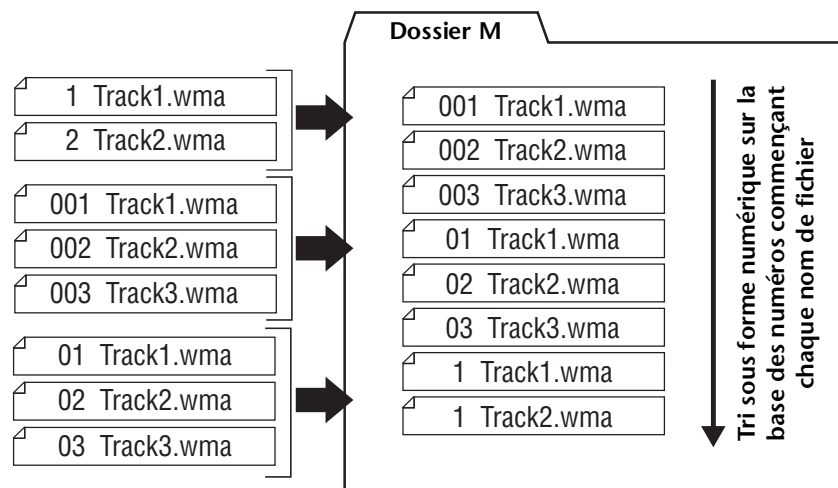 Dossier M
1 Track1.wma
2 Track2.wma
001 Track1.wma
002 Track2.wma
003 Track3.wma
01 Track1.wma
02 Track2.wma
03 Track3.wma
001 Track1.wma
002 Track2.wma
003 Track3.wma
01 Track1.wma
02 Track2.wma
03 Track3.wma
1 Track1.wma
1 Track2.wma
Tri sous forme numérique sur la
base des numéros commençant
chaque nom de fichier